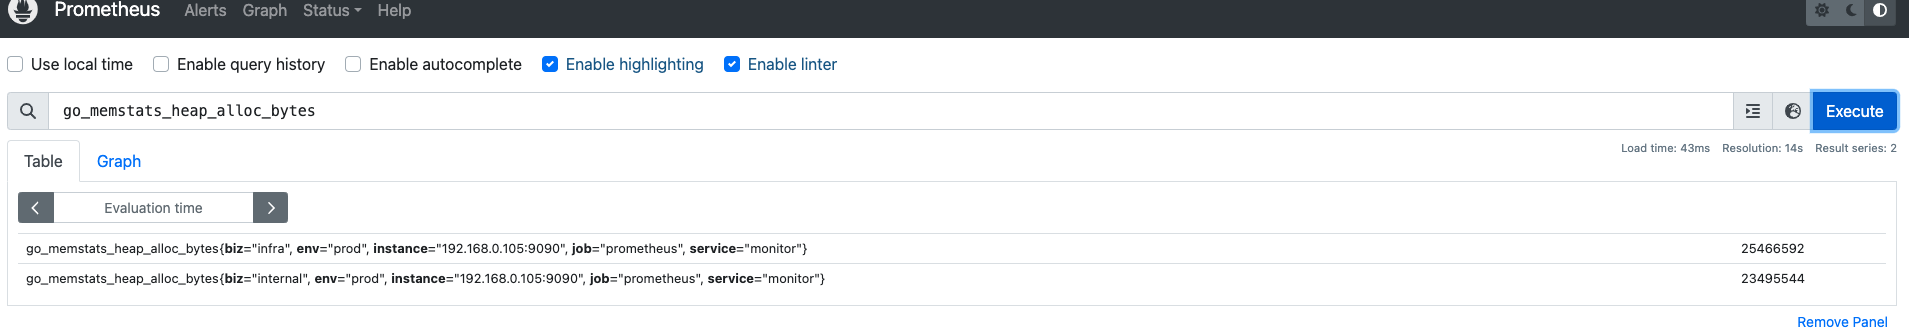 Prometheus Alerts Graph Status Help
Use local time Enable query history Enable autocomplete Enable highlighting Enable linter
go_memstats_heap_alloc_bytes Execute
Table Graph Load time: 43ms Resolution: 14s Result series: 2
Evaluation time
go_memstats_heap_alloc_bytes{biz="infra", env="prod", instance="192.168.0.105:9090", job="prometheus", service="monitor"} 25466592
go_memstats_heap_alloc_bytes{biz="internal", env="prod", instance="192.168.0.105:9090", job="prometheus", service="monitor"} 23495544
Remove Panel